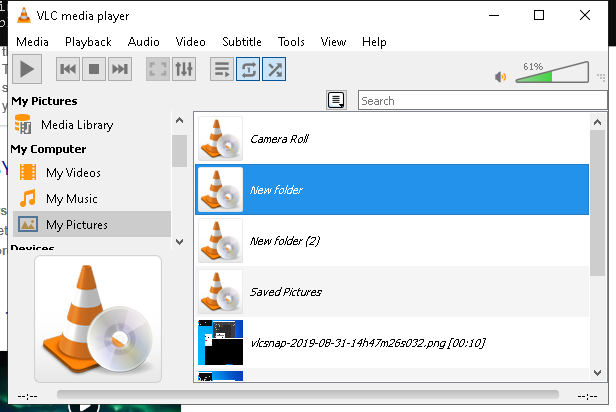 VLC media player
Media Playback Audio Video Subtitle Tools View Help
61%
My Pictures
Search
Media Library
My Computer
My Videos
My Music
My Pictures
Devices
Camera Roll
New folder
New folder (2)
Saved Pictures
vlcsnap-2019-08-31-14h47m26s032.png [00:10]
--:-- --:--